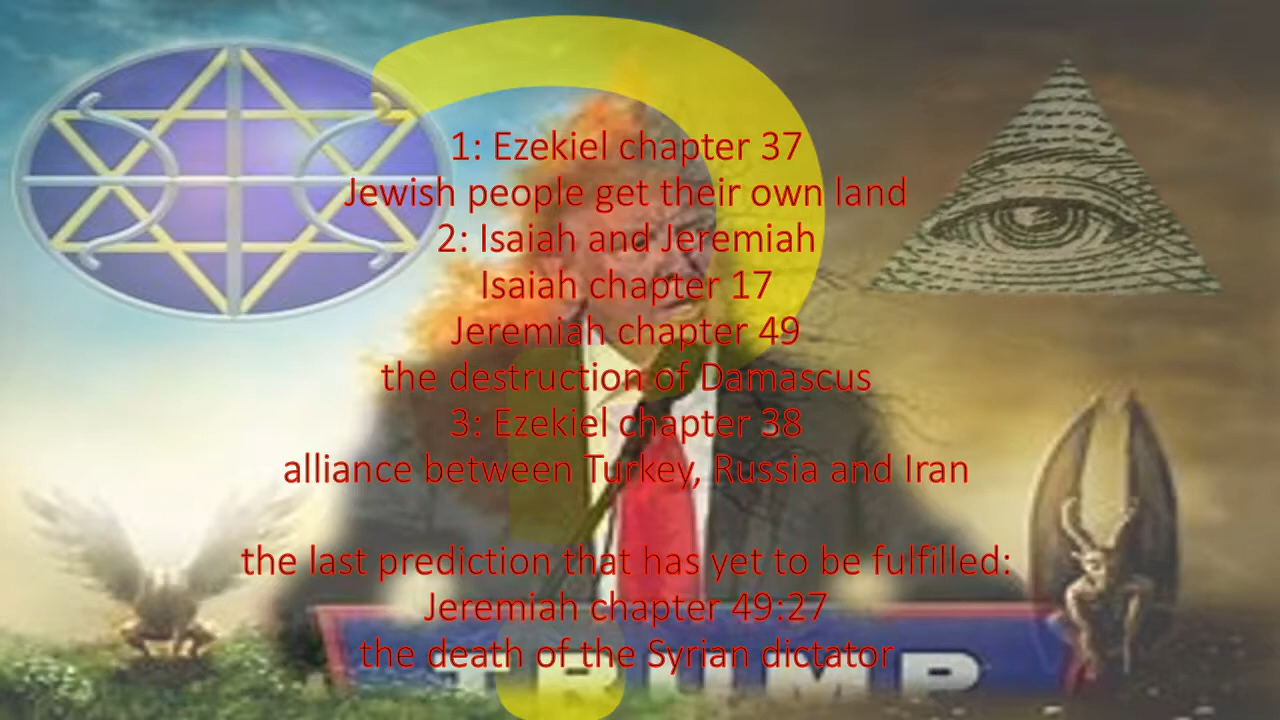 1: Ezekiel chapter 37
Jewish people get their own land
2: Isaiah and Jeremiah
Isaiah chapter 17
Jeremiah chapter 49
the destruction of Damascus
3: Ezekiel chapter 38
alliance between Turkey, Russia and Iran
the last prediction that has yet to be fulfilled:
Jeremiah chapter 49:27
the death of the Syrian dictator
TRUMP
?